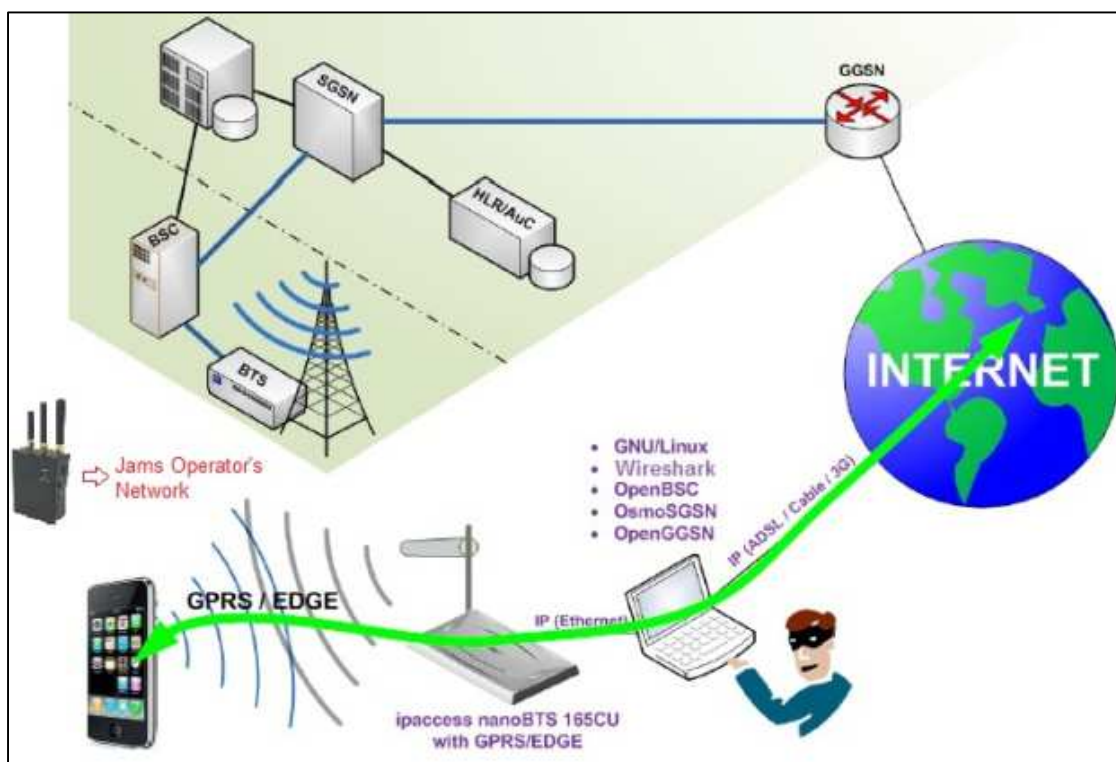 SGSN
GGSN
HLR/AuC
BSC
BTS
INTERNET
Jams Operator's
Network
• GNU/Linux
• Wireshark
• OpenBSC
• OsmoSGSN
• OpenGGSN
IP (ADSL / Cable / 3G)
GPRS / EDGE
IP (Ethernet)
ipaccess nanoBTS 165CU
with GPRS/EDGE